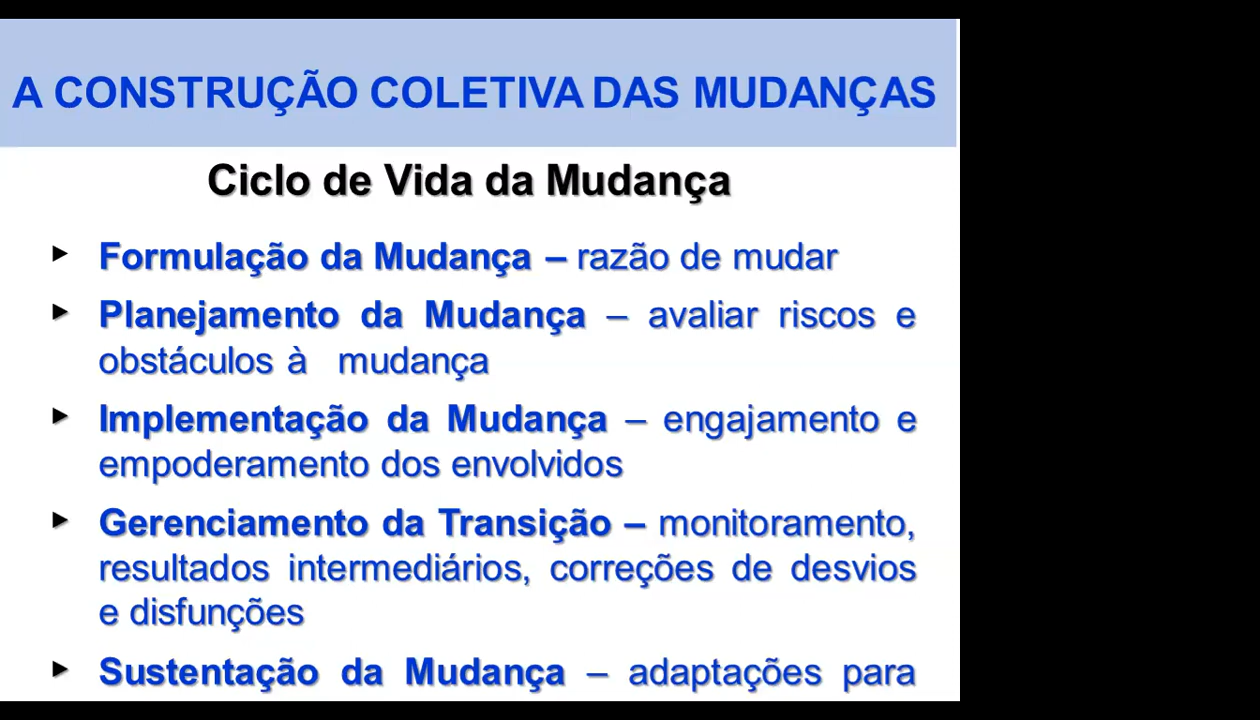 A CONSTRUÇÃO COLETIVA DAS MUDANÇAS
Ciclo de Vida da Mudança
► Formulação da Mudança – razão de mudar
► Planejamento da Mudança – avaliar riscos e
obstáculos à mudança
► Implementação da Mudança – engajamento e
empoderamento dos envolvidos
► Gerenciamento da Transição – monitoramento,
resultados intermediários, correções de desvios
e disfunções
► Sustentação da Mudança – adaptações para